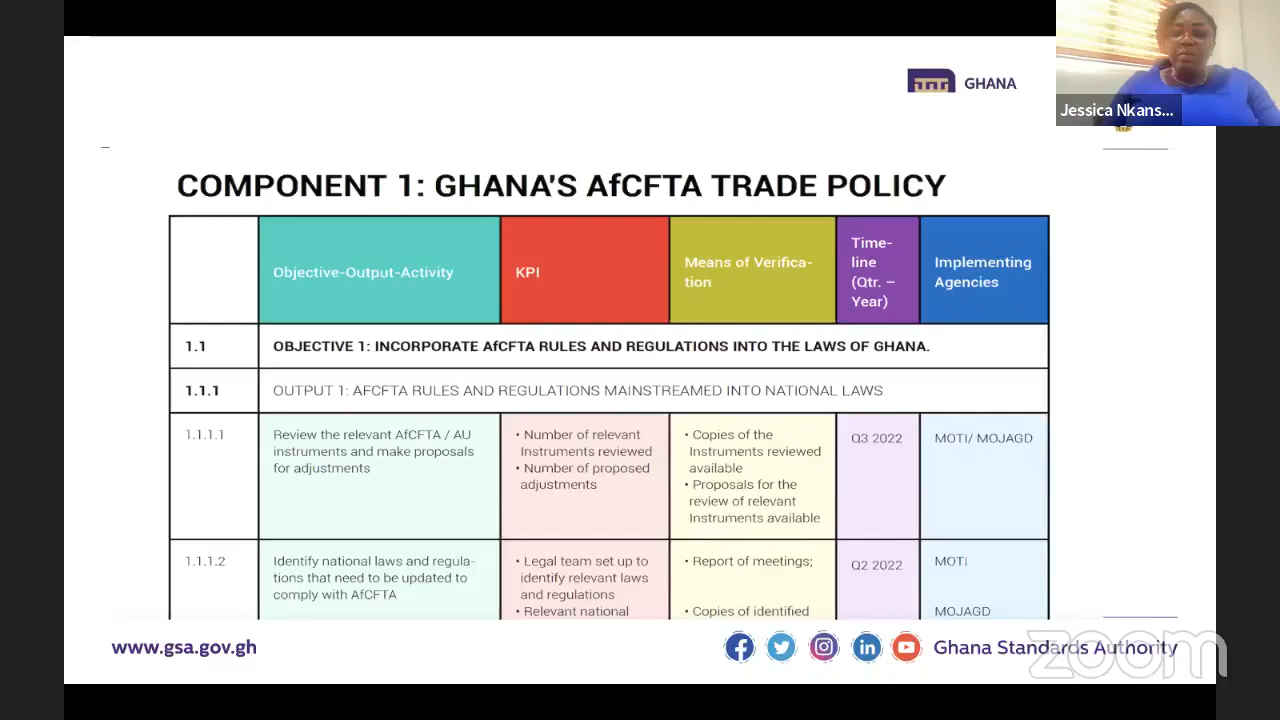 GHANA
Jessica Nkans...
COMPONENT 1: GHANA'S AfCFTA TRADE POLICY
Objective-Output-Activity
KPI
Means of Verifica-
tion
Time-
line
(Qtr. –
Year)
Implementing
Agencies
1.1
OBJECTIVE 1: INCORPORATE AfCFTA RULES AND REGULATIONS INTO THE LAWS OF GHANA.
1.1.1
OUTPUT 1: AFCFTA RULES AND REGULATIONS MAINSTREAMED INTO NATIONAL LAWS
1.1.1.1
Review the relevant AfCFTA / AU
instruments and make proposals
for adjustments
• Number of relevant
Instruments reviewed
• Number of proposed
adjustments
• Copies of the
Instruments reviewed
available
• Proposals for the
review of relevant
Instruments available
Q3 2022
MOTI/ MOJAGD
1.1.1.2
Identify national laws and regula-
tions that need to be updated to
comply with AfCFTA
• Legal team set up to
identify relevant laws
and regulations
• Relevant national
• Report of meetings;
• Copies of identified
Q2 2022
MOTI
MOJAGD
www.gsa.gov.gh
Ghana Standards Authority
zoom